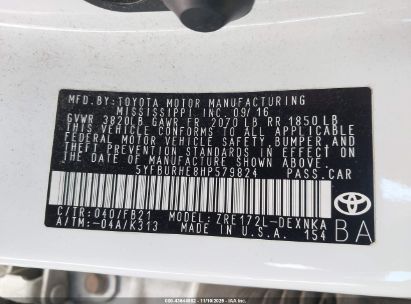 MFD. BY: TOYOTA MOTOR MANUFACTURING
MISSISSIPPI, INC. 09/16
GVWR 3820LB GAWR FR 2070 LB RR 1850 LB
THIS VEHICLE CONFORMS TO ALL APPLICABLE
FEDERAL MOTOR VEHICLE SAFETY, BUMPER, AND
THEFT PREVENTION STANDARDS IN EFFECT ON
THE DATE OF MANUFACTURE SHOWN ABOVE.
5YFBURHE8HP579824 PASS.CAR
C/TR: 040/FB21 MODEL: ZRE172L-DEXNKA
A/TM: -04A/K313 MADE IN U.S.A. 154
TOYOTA
BA